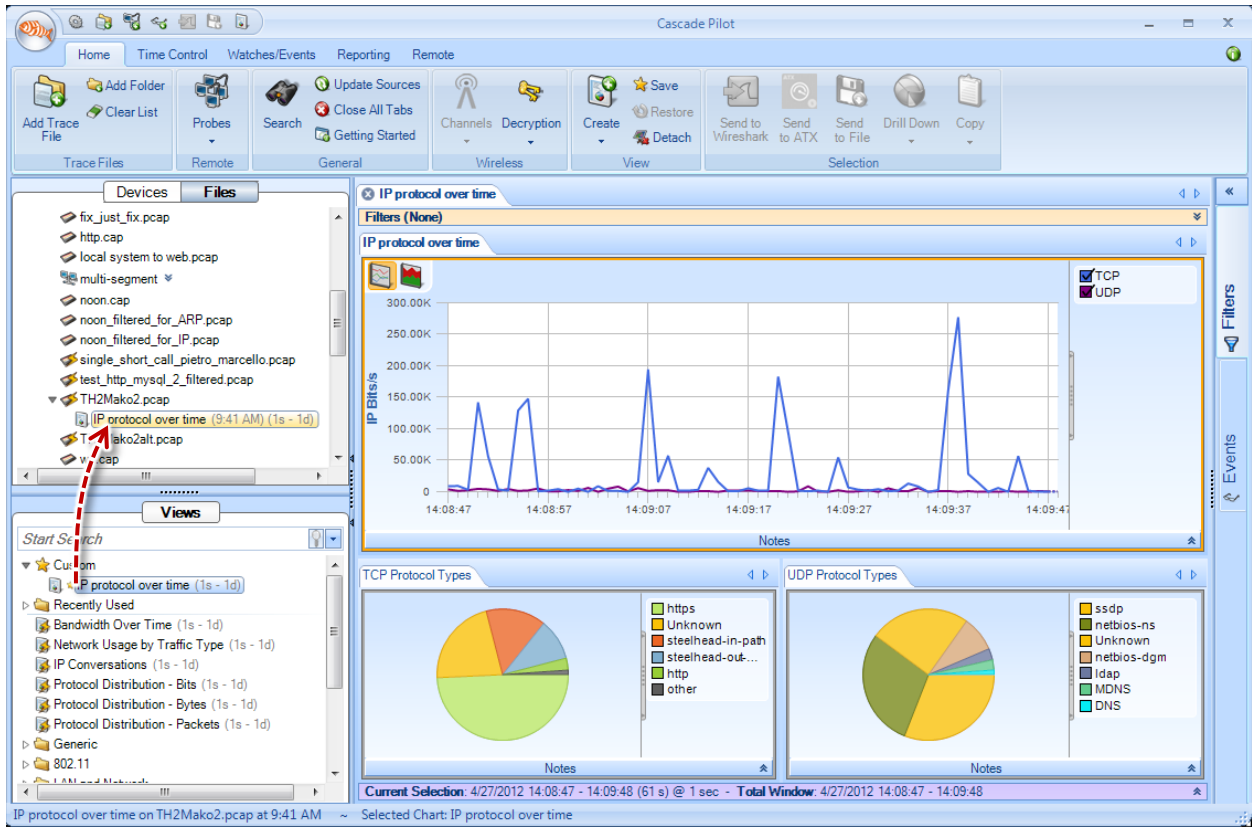 Cascade Pilot
Home Time Control Watches/Events Reporting Remote
Add Trace File
Add Folder
Clear List
Trace Files
Probes
Remote
Search
Update Sources
Close All Tabs
Getting Started
General
Channels Decryption
Wireless
Create
Save
Restore
Detach
View
Send to Wireshark
Send to ATX
Send to File
Drill Down
Copy
Selection
Devices Files
fix_just_fix.pcap
http.cap
local system to web.pcap
multi-segment
noon.cap
noon_filtered_for_ARP.pcap
noon_filtered_for_IP.pcap
single_short_call_pietro_marcello.pcap
test_http_mysql_2_filtered.pcap
TH2Mako2.pcap
IP protocol over time (9:41 AM) (1s - 1d)
Mako2alt.pcap
Views
Start Search
Custom
IP protocol over time (1s - 1d)
Recently Used
Bandwidth Over Time (1s - 1d)
Network Usage by Traffic Type (1s - 1d)
IP Conversations (1s - 1d)
Protocol Distribution - Bits (1s - 1d)
Protocol Distribution - Bytes (1s - 1d)
Protocol Distribution - Packets (1s - 1d)
Generic
802.11
LAN and Network
IP protocol over time
Filters (None)
IP protocol over time
IP Bits/s
300.00K
250.00K
200.00K
150.00K
100.00K
50.00K
0
14:08:47 14:08:57 14:09:07 14:09:17 14:09:27 14:09:37 14:09:47
TCP
UDP
Notes
TCP Protocol Types
https
Unknown
steelhead-in-path
steelhead-out-...
http
other
Notes
UDP Protocol Types
ssdp
netbios-ns
Unknown
netbios-dgm
ldap
MDNS
DNS
Notes
Current Selection: 4/27/2012 14:08:47 - 14:09:48 (61 s) @ 1 sec - Total Window: 4/27/2012 14:08:47 - 14:09:48
Filters
Events
IP protocol over time on TH2Mako2.pcap at 9:41 AM ~ Selected Chart: IP protocol over time